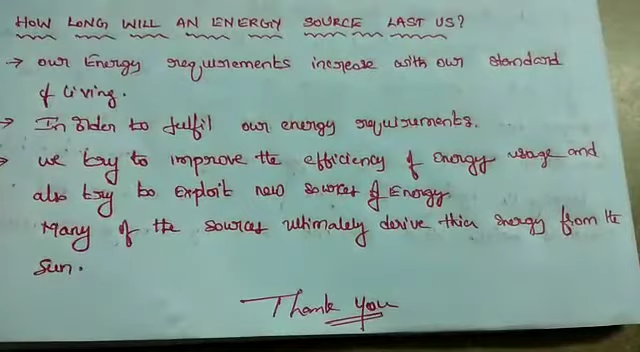 HOW LONG WILL AN ENERGY SOURCE LAST US?
→ our Energy requirements increase with our standard
of living.
→ In order to fulfil our energy requirements.
→ we try to improve the efficiency of energy usage and
also try to exploit new sources of Energy
Many of the sources ultimately derive their energy from the
Sun.
Thank you